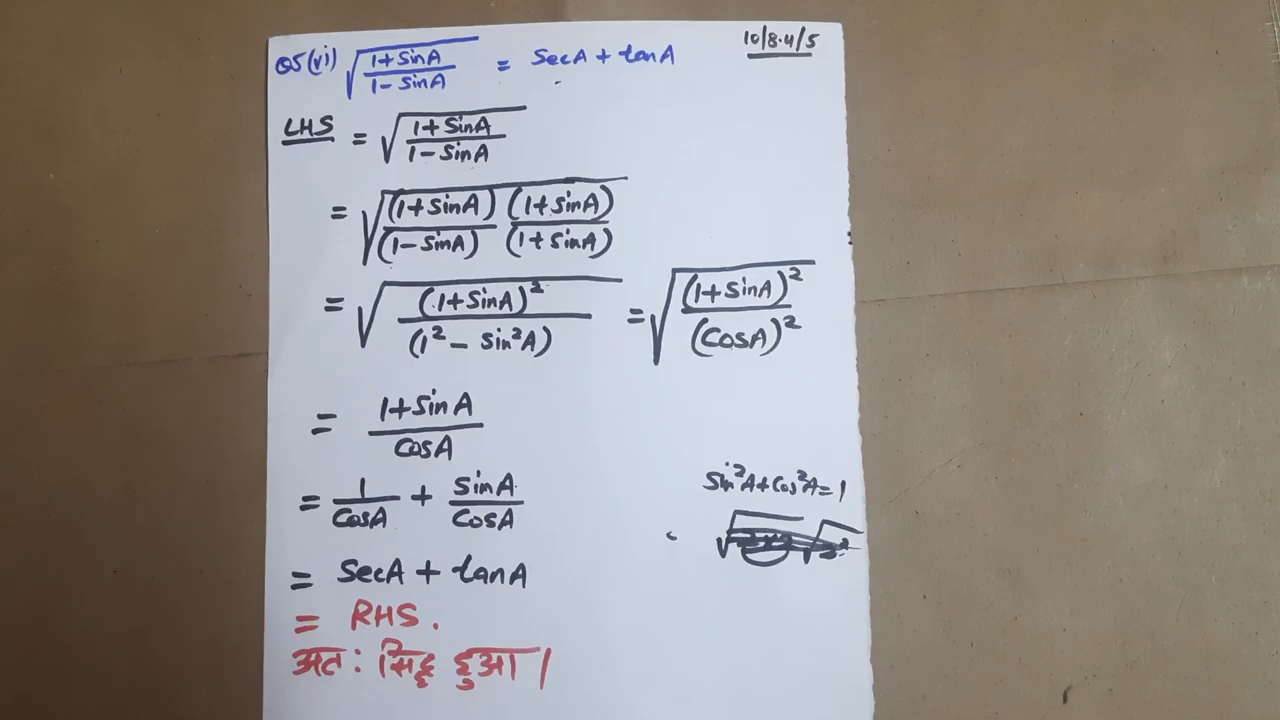 10/8.4/5
Q5(vi) √((1+SinA)/(1-SinA)) = SecA + tanA
LHS = √((1+SinA)/(1-SinA))
= √((1+SinA)(1+SinA)/(1-SinA)(1+SinA))
= √((1+SinA)²/(1²-Sin²A)) = √((1+SinA)²/(CosA)²)
= (1+SinA)/CosA
Sin²A+Cos²A=1
= 1/CosA + SinA/CosA
= SecA + tanA
= RHS.
अतः सिद्ध हुआ।